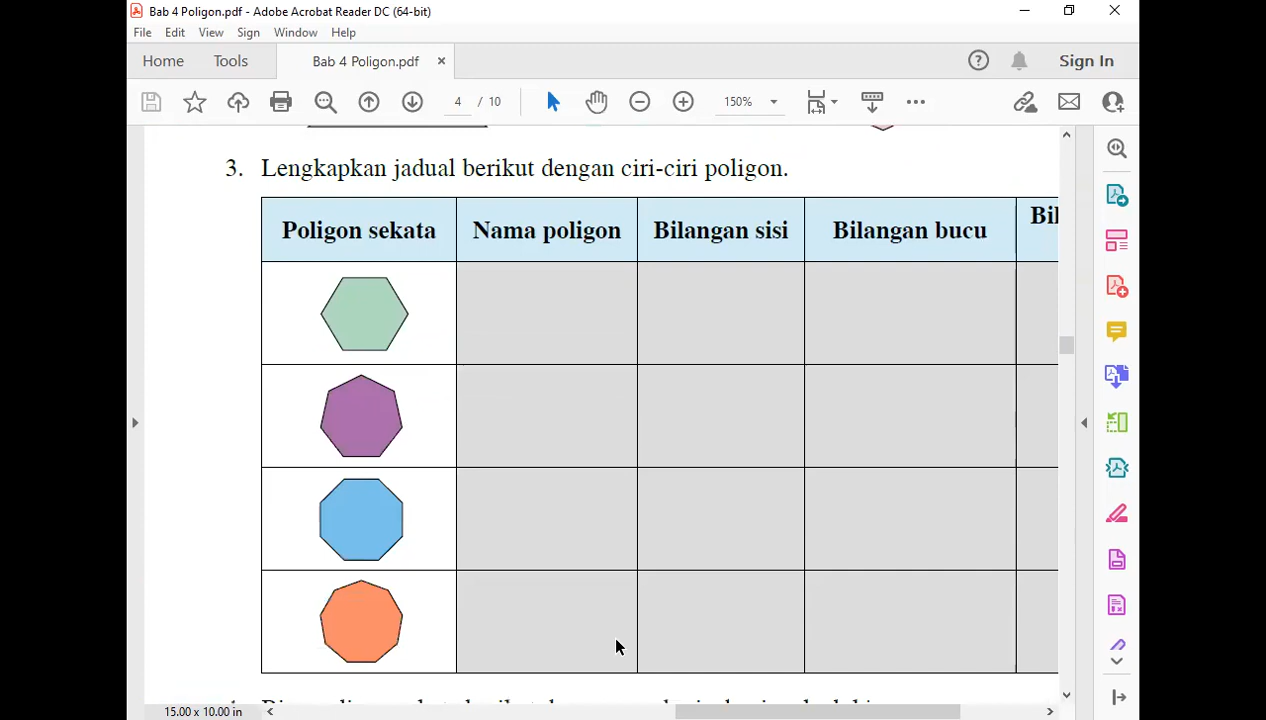 Bab 4 Poligon.pdf - Adobe Acrobat Reader DC (64-bit)
File Edit View Sign Window Help
Home Tools Bab 4 Poligon.pdf Sign In
4 / 10 150%
3. Lengkapkan jadual berikut dengan ciri-ciri poligon.
Poligon sekata Nama poligon Bilangan sisi Bilangan bucu
15.00 x 10.00 in